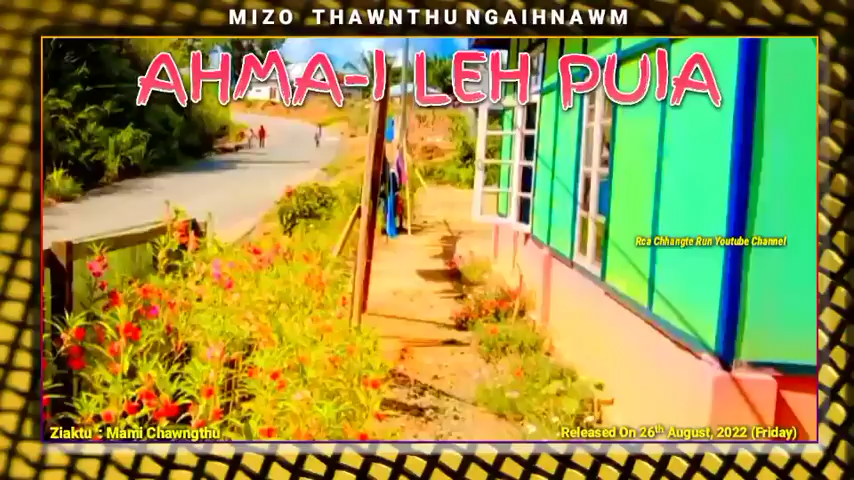 MIZO THAWNTHU NGAIHNAWM
AHMA-I LEH PUIA
Rca Chhangte Run Youtube Channel
Ziaktu : Mami Chawngthu
Released On 26th August, 2022 (Friday)